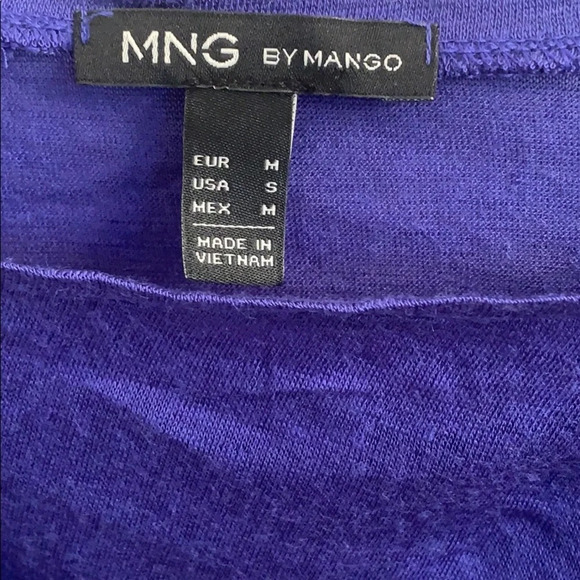 MNG BY MANGO
EUR M
USA S
MEX M
MADE IN
VIETNAM